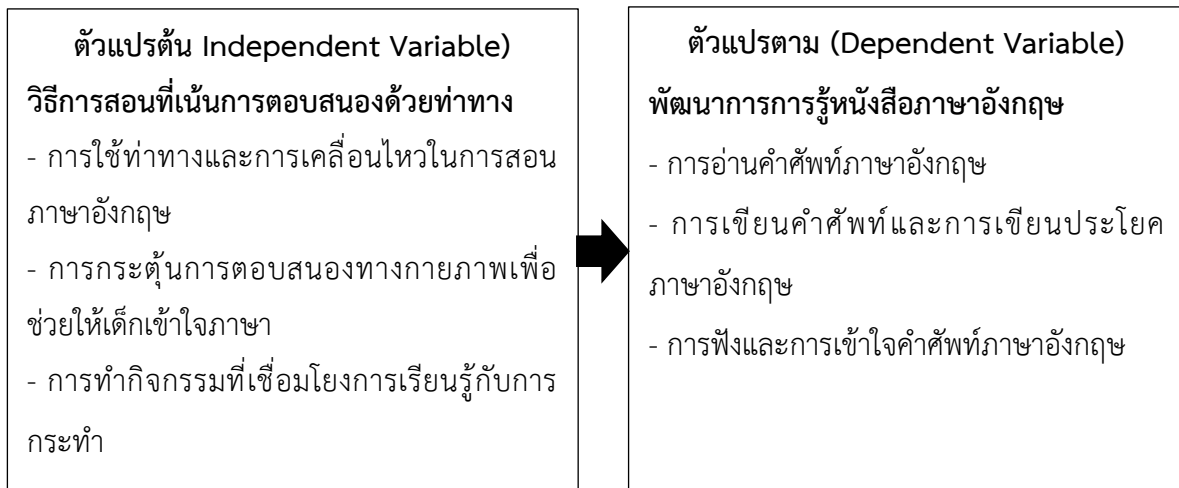 ตัวแปรต้น Independent Variable)
วิธีการสอนที่เน้นการตอบสนองด้วยท่าทาง
- การใช้ท่าทางและการเคลื่อนไหวในการสอน
ภาษาอังกฤษ
- การกระตุ้นการตอบสนองทางกายภาพเพื่อ
ช่วยให้เด็กเข้าใจภาษา
- การทำกิจกรรมที่เชื่อมโยงการเรียนรู้กับการ
กระทำ
ตัวแปรตาม (Dependent Variable)
พัฒนาการการรู้หนังสือภาษาอังกฤษ
- การอ่านคำศัพท์ภาษาอังกฤษ
- การเขียนคำศัพท์และการเขียนประโยค
ภาษาอังกฤษ
- การฟังและการเข้าใจคำศัพท์ภาษาอังกฤษ